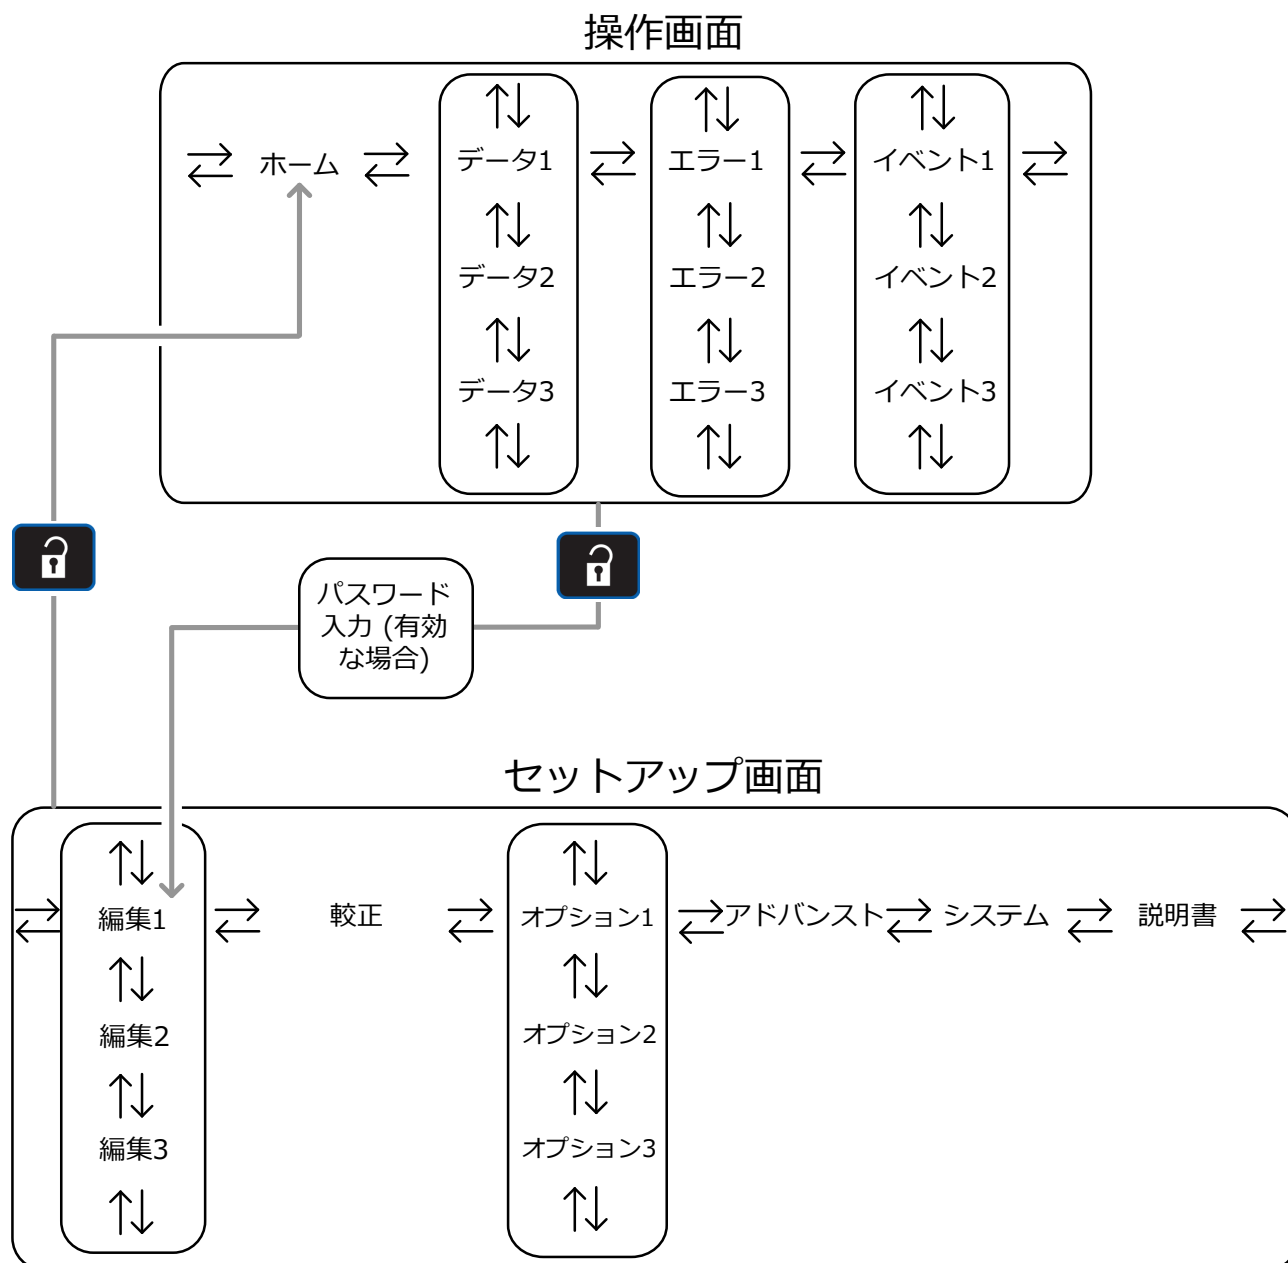 操作画面
ホーム
データ1
エラー1
イベント1
データ2
エラー2
イベント2
データ3
エラー3
イベント3
パスワード
入力 (有効
な場合)
セットアップ画面
編集1
較正
オプション1
アドバンスト
システム
説明書
編集2
オプション2
編集3
オプション3